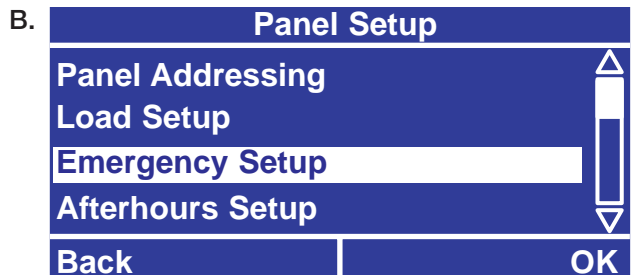 B.
Panel Setup
Panel Addressing
Load Setup
Emergency Setup
Afterhours Setup
Back OK